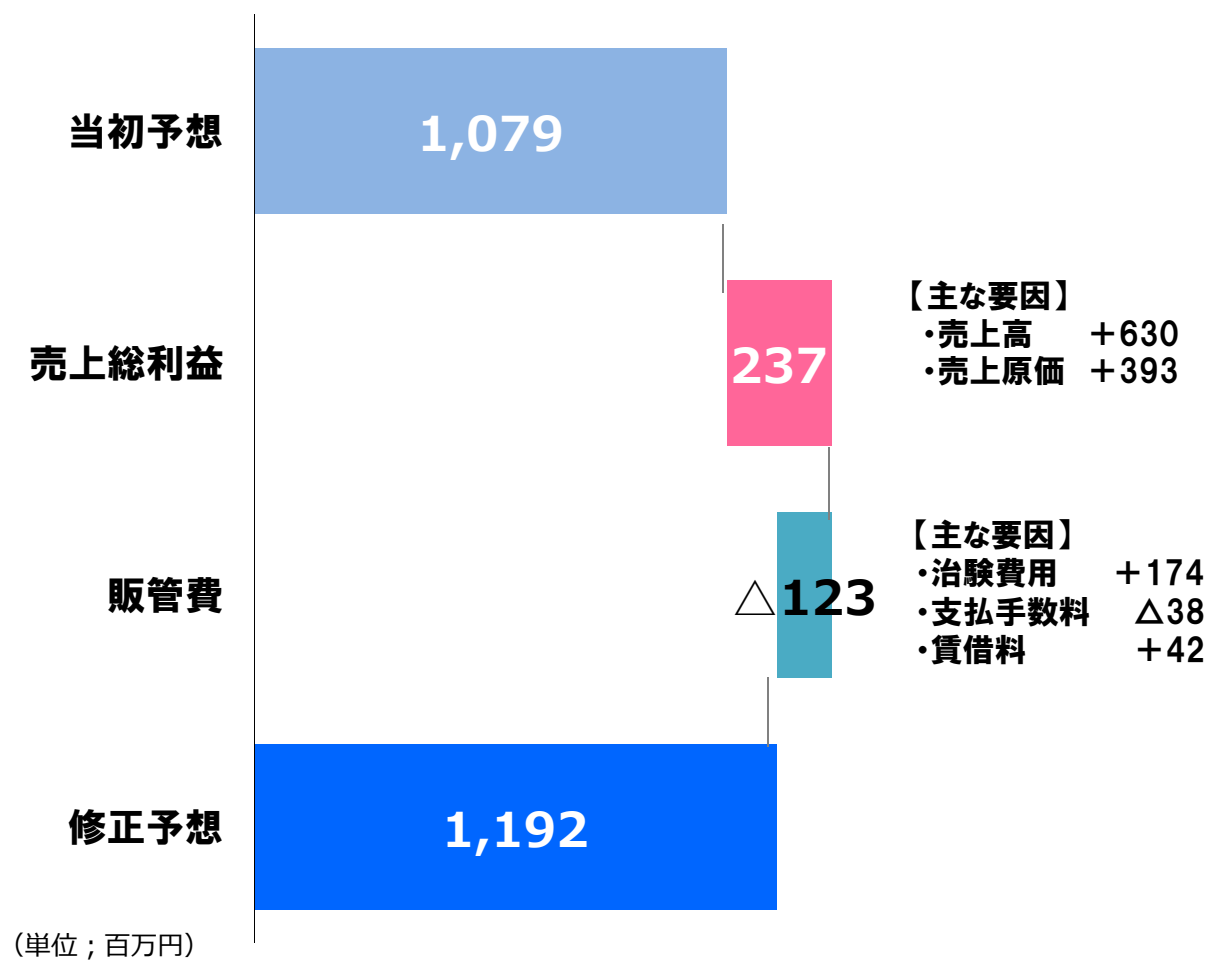 当初予想
1,079
売上総利益
237
【主な要因】
・売上高 ＋630
・売上原価 ＋393
販管費
△123
【主な要因】
・治験費用 ＋174
・支払手数料 △38
・賃借料 ＋42
修正予想
1,192
（単位；百万円）